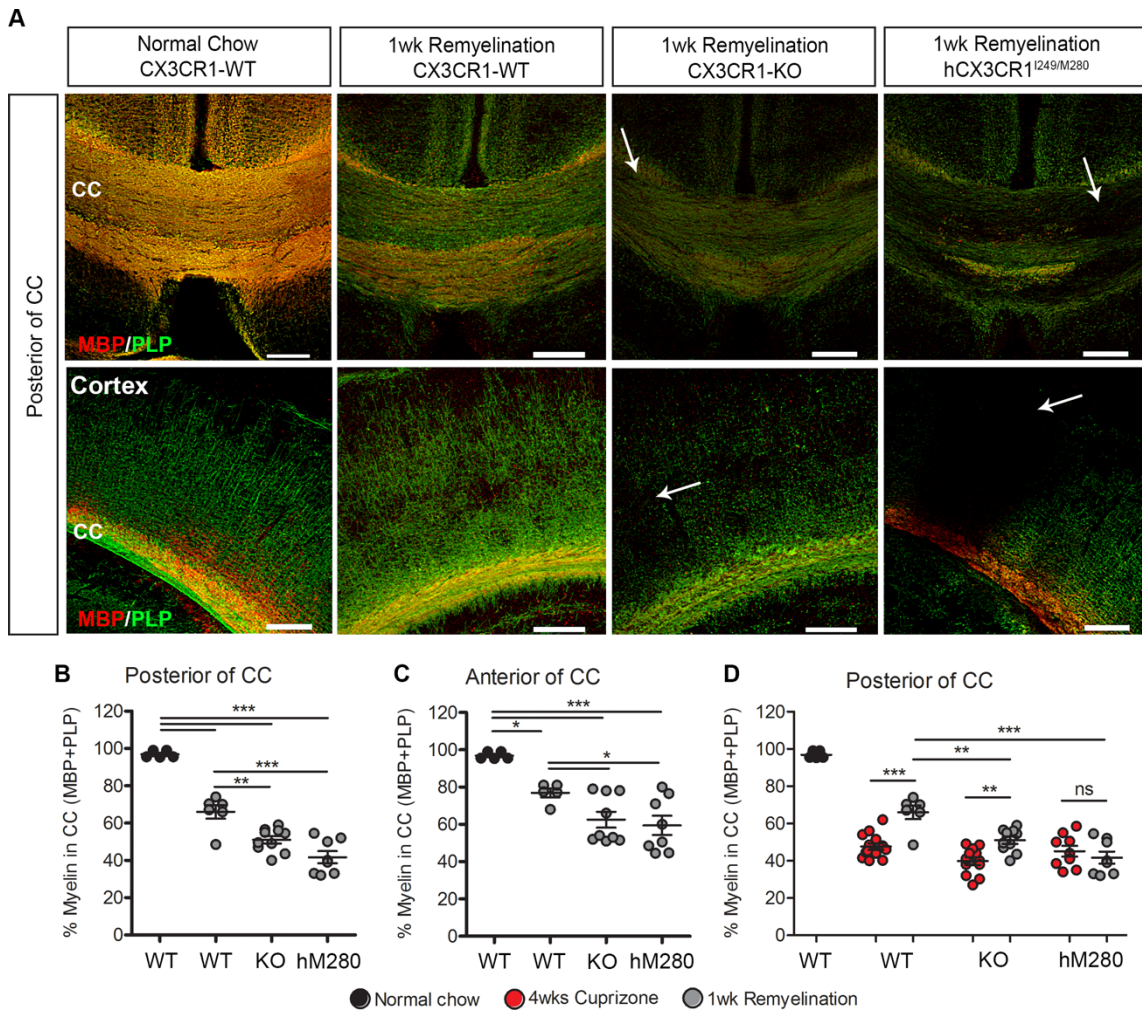 A
Normal Chow
CX3CR1-WT
1wk Remyelination
CX3CR1-WT
1wk Remyelination
CX3CR1-KO
1wk Remyelination
hCX3CR1^I249/M280
Posterior of CC
CC
MBP/PLP
Cortex
CC
MBP/PLP
B
Posterior of CC
% Myelin in CC (MBP+PLP)
120
100
80
60
40
20
0
***
***
**
WT
WT
KO
hM280
C
Anterior of CC
% Myelin in CC (MBP+PLP)
120
100
80
60
40
20
0
***
*
*
WT
WT
KO
hM280
D
Posterior of CC
% Myelin in CC (MBP+PLP)
120
100
80
60
40
20
0
***
**
***
**
ns
WT
WT
KO
hM280
Normal chow
4wks Cuprizone
1wk Remyelination